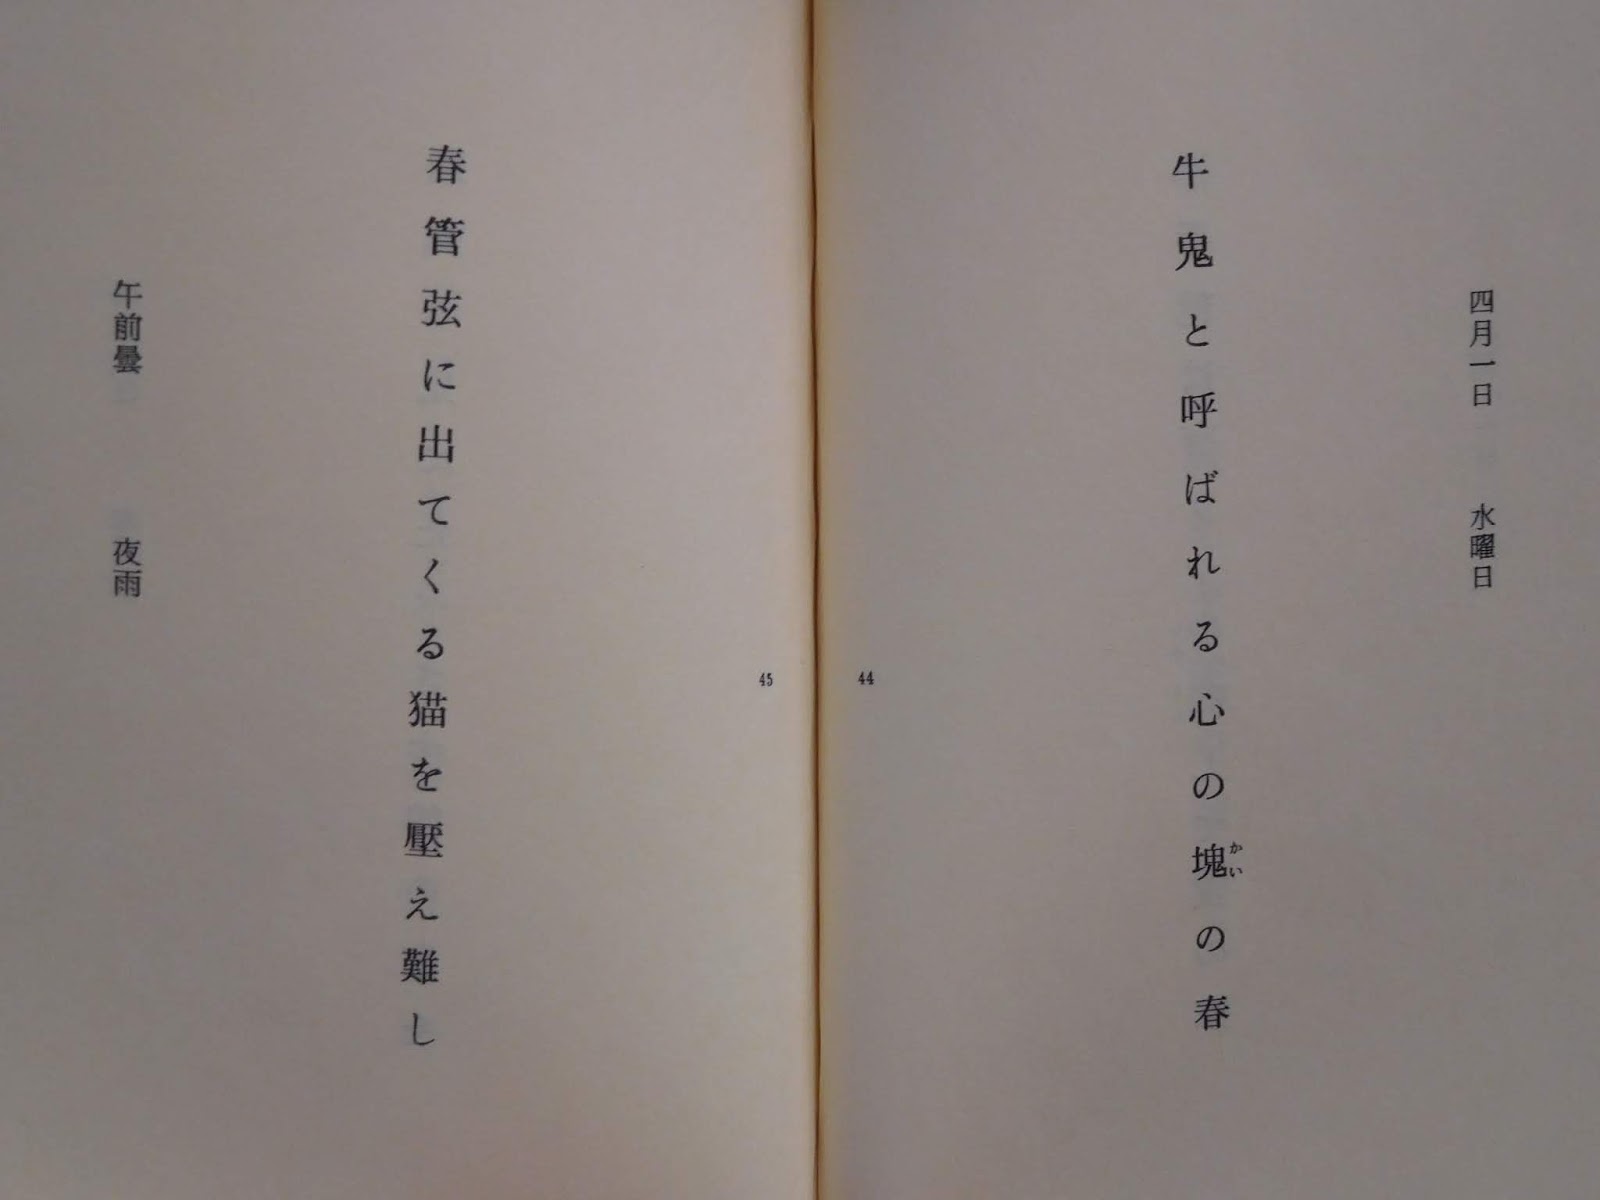 四月一日　水曜日
牛鬼と呼ばれる心の塊の春
かい
44
春管弦に出てくる猫を壓え難し
午前曇　夜雨
45